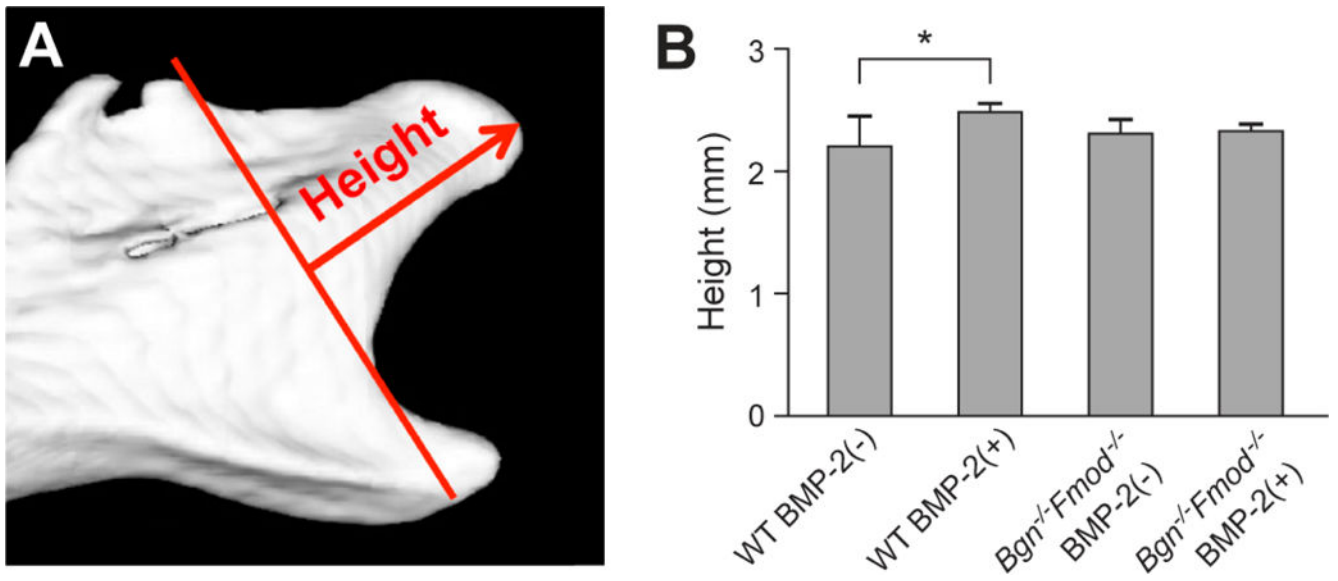 A
Height
B
*
Height (mm)
3
2
1
0
WT BMP-2(-)
WT BMP-2(+)
Bgn-/-Fmod-/-
BMP-2(-)
Bgn-/-Fmod-/-
BMP-2(+)